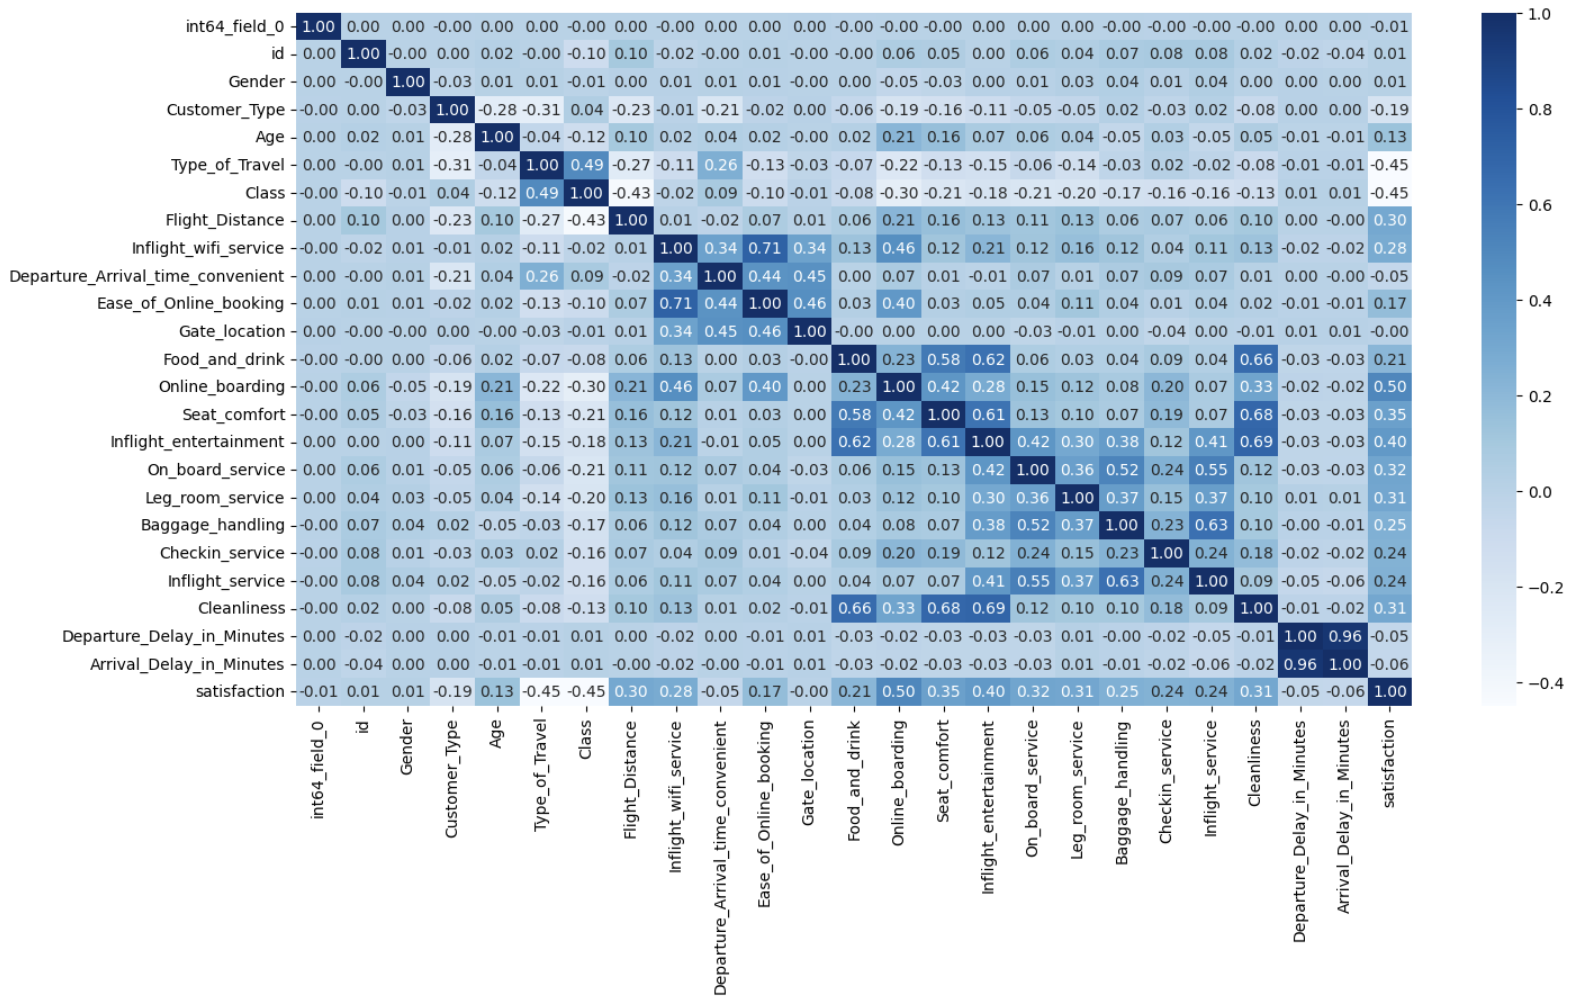 int64_field_0 1.00 0.00 0.00 -0.00 0.00 -0.00 -0.00 0.00 -0.00 0.00 0.00 -0.00 -0.00 -0.00 -0.00 0.00 0.00 0.00 -0.00 -0.00 -0.00 -0.00 0.00 0.00 -0.01 1.0
id 0.00 1.00 -0.00 0.00 0.02 -0.00 -0.10 0.10 -0.02 -0.00 0.01 -0.00 -0.00 0.06 0.05 0.00 0.06 0.04 0.07 0.08 0.08 0.02 -0.02 -0.04 0.01
Gender 0.00 -0.00 1.00 -0.03 0.01 0.01 -0.01 0.00 0.01 0.01 0.01 -0.00 0.00 -0.05 -0.03 0.00 0.01 0.03 0.04 0.01 0.04 0.00 0.00 0.00 0.01
Customer_Type -0.00 0.00 -0.03 1.00 -0.28 -0.31 0.04 -0.23 -0.01 -0.21 -0.02 0.00 -0.06 -0.19 -0.16 -0.11 -0.05 -0.05 0.02 -0.03 0.02 -0.08 0.00 0.00 -0.19 0.8
Age 0.00 0.02 0.01 -0.28 1.00 -0.04 -0.12 0.10 0.02 0.04 0.02 -0.00 0.02 0.21 0.16 0.07 0.06 0.04 -0.05 0.03 -0.05 0.05 -0.01 -0.01 0.13
Type_of_Travel -0.00 -0.00 0.01 -0.31 -0.04 1.00 0.49 -0.27 -0.11 0.26 -0.13 -0.03 -0.07 -0.22 -0.13 -0.15 -0.06 -0.14 -0.03 0.02 -0.02 -0.08 -0.01 -0.01 -0.45
Class -0.00 -0.10 -0.01 0.04 -0.12 0.49 1.00 -0.43 -0.02 0.09 -0.10 -0.01 -0.08 -0.30 -0.21 -0.18 -0.21 -0.20 -0.17 -0.16 -0.16 -0.13 0.01 0.01 -0.45 0.6
Flight_Distance 0.00 0.10 0.00 -0.23 0.10 -0.27 -0.43 1.00 0.01 -0.02 0.07 0.01 0.06 0.21 0.16 0.13 0.11 0.13 0.06 0.07 0.06 0.10 0.00 -0.00 0.30
Inflight_wifi_service -0.00 -0.02 0.01 -0.01 0.02 -0.11 -0.02 0.01 1.00 0.34 0.71 0.34 0.13 0.46 0.12 0.21 0.12 0.16 0.12 0.04 0.11 0.13 -0.02 -0.02 0.28
Departure_Arrival_time_convenient 0.00 -0.00 0.01 -0.21 0.04 0.26 0.09 -0.02 0.34 1.00 0.44 0.45 0.00 0.07 0.01 -0.01 0.07 0.01 0.07 0.09 0.07 0.01 0.00 -0.00 -0.05
Ease_of_Online_booking 0.00 0.01 0.01 -0.02 0.02 -0.13 -0.10 0.07 0.71 0.44 1.00 0.46 0.03 0.40 0.03 0.05 0.04 0.11 0.04 0.01 0.04 0.02 -0.01 -0.01 0.17 0.4
Gate_location -0.00 -0.00 -0.00 0.00 -0.00 -0.03 -0.01 0.01 0.34 0.45 0.46 1.00 -0.00 0.00 0.00 0.00 -0.03 -0.01 0.00 -0.04 0.00 -0.01 0.01 0.01 -0.00
Food_and_drink -0.00 -0.00 0.00 -0.06 0.02 -0.07 -0.08 0.06 0.13 0.00 0.03 -0.00 1.00 0.23 0.58 0.62 0.06 0.03 0.04 0.09 0.04 0.66 -0.03 -0.03 0.21
Online_boarding -0.00 0.06 -0.05 -0.19 0.21 -0.22 -0.30 0.21 0.46 0.07 0.40 0.00 0.23 1.00 0.42 0.28 0.15 0.12 0.08 0.20 0.07 0.33 -0.02 -0.02 0.50
Seat_comfort -0.00 0.05 -0.03 -0.16 0.16 -0.13 -0.21 0.16 0.12 0.01 0.03 0.00 0.58 0.42 1.00 0.61 0.13 0.10 0.07 0.19 0.07 0.68 -0.03 -0.03 0.35 0.2
Inflight_entertainment 0.00 0.00 0.00 -0.11 0.07 -0.15 -0.18 0.13 0.21 -0.01 0.05 0.00 0.62 0.28 0.61 1.00 0.42 0.30 0.38 0.12 0.41 0.69 -0.03 -0.03 0.40
On_board_service 0.00 0.06 0.01 -0.05 0.06 -0.06 -0.21 0.11 0.12 0.07 0.04 -0.03 0.06 0.15 0.13 0.42 1.00 0.36 0.52 0.24 0.55 0.12 -0.03 -0.03 0.32
Leg_room_service 0.00 0.04 0.03 -0.05 0.04 -0.14 -0.20 0.13 0.16 0.01 0.11 -0.01 0.03 0.12 0.10 0.30 0.36 1.00 0.37 0.15 0.37 0.10 0.01 0.01 0.31 0.0
Baggage_handling -0.00 0.07 0.04 0.02 -0.05 -0.03 -0.17 0.06 0.12 0.07 0.04 0.00 0.04 0.08 0.07 0.38 0.52 0.37 1.00 0.23 0.63 0.10 -0.00 -0.01 0.25
Checkin_service -0.00 0.08 0.01 -0.03 0.03 0.02 -0.16 0.07 0.04 0.09 0.01 -0.04 0.09 0.20 0.19 0.12 0.24 0.15 0.23 1.00 0.24 0.18 -0.02 -0.02 0.24
Inflight_service -0.00 0.08 0.04 0.02 -0.05 -0.02 -0.16 0.06 0.11 0.07 0.04 0.00 0.04 0.07 0.07 0.41 0.55 0.37 0.63 0.24 1.00 0.09 -0.05 -0.06 0.24 −0.2
Cleanliness -0.00 0.02 0.00 -0.08 0.05 -0.08 -0.13 0.10 0.13 0.01 0.02 -0.01 0.66 0.33 0.68 0.69 0.12 0.10 0.10 0.18 0.09 1.00 -0.01 -0.02 0.31
Departure_Delay_in_Minutes 0.00 -0.02 0.00 0.00 -0.01 -0.01 0.01 0.00 -0.02 0.00 -0.01 0.01 -0.03 -0.02 -0.03 -0.03 -0.03 0.01 -0.00 -0.02 -0.05 -0.01 1.00 0.96 -0.05
Arrival_Delay_in_Minutes 0.00 -0.04 0.00 0.00 -0.01 -0.01 0.01 -0.00 -0.02 -0.00 -0.01 0.01 -0.03 -0.02 -0.03 -0.03 -0.03 0.01 -0.01 -0.02 -0.06 -0.02 0.96 1.00 -0.06
satisfaction -0.01 0.01 0.01 -0.19 0.13 -0.45 -0.45 0.30 0.28 -0.05 0.17 -0.00 0.21 0.50 0.35 0.40 0.32 0.31 0.25 0.24 0.24 0.31 -0.05 -0.06 1.00 −0.4
int64_field_0
id
Gender
Customer_Type
Age
Type_of_Travel
Class
Flight_Distance
Inflight_wifi_service
Departure_Arrival_time_convenient
Ease_of_Online_booking
Gate_location
Food_and_drink
Online_boarding
Seat_comfort
Inflight_entertainment
On_board_service
Leg_room_service
Baggage_handling
Checkin_service
Inflight_service
Cleanliness
Departure_Delay_in_Minutes
Arrival_Delay_in_Minutes
satisfaction